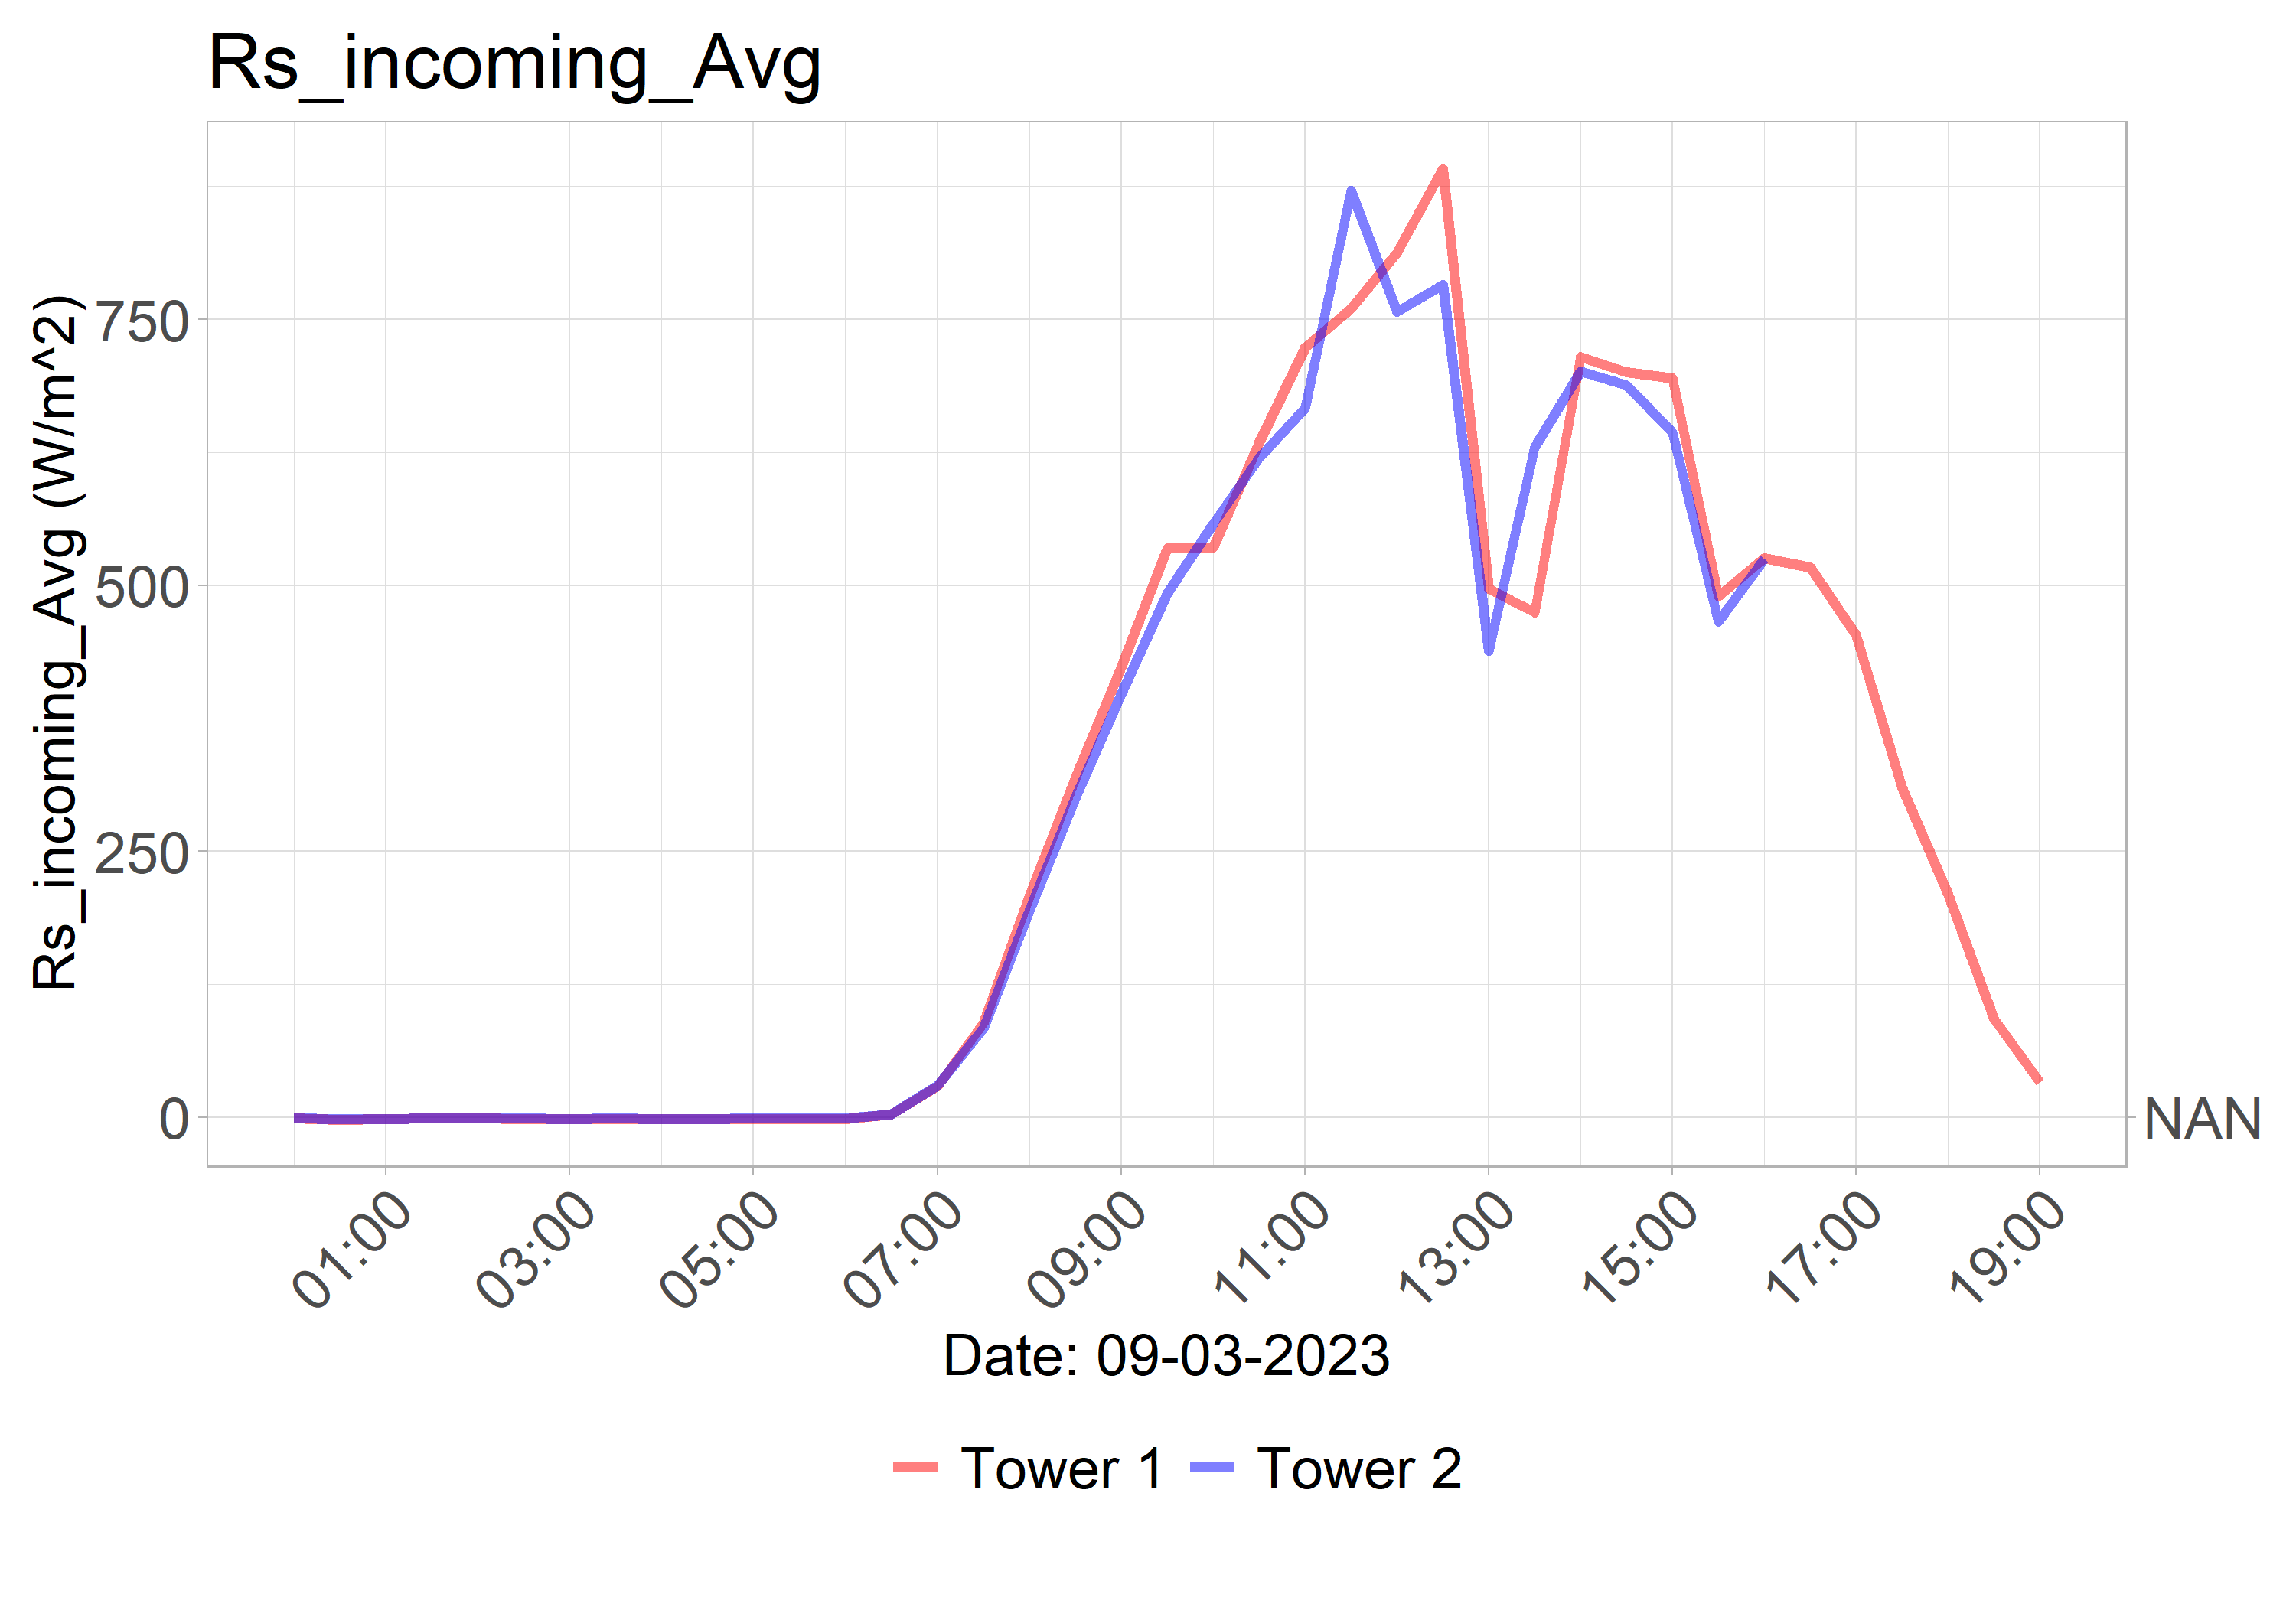 Rs_incoming_Avg
Rs_incoming_Avg (W/m^2)
750
500
250
0
NAN
01:00 03:00 05:00 07:00 09:00 11:00 13:00 15:00 17:00 19:00
Date: 09-03-2023
Tower 1 Tower 2